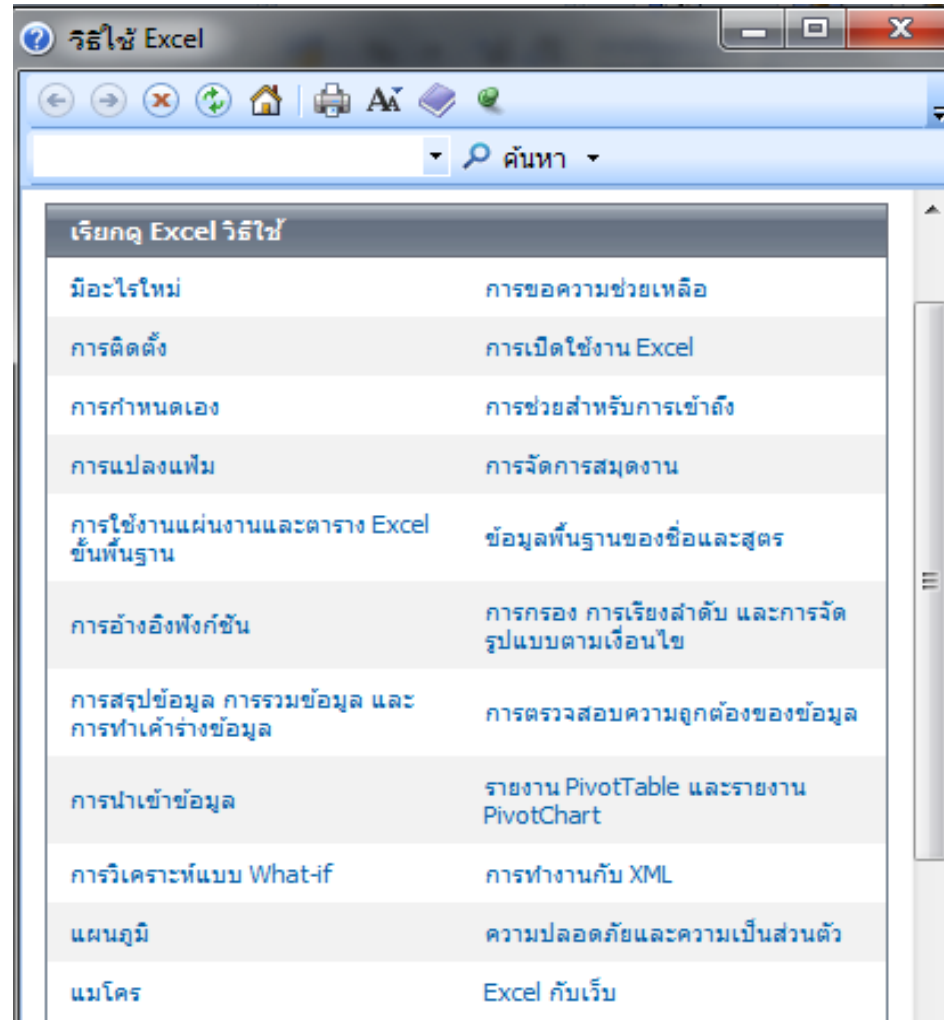 วิธีใช้ Excel
ค้นหา
เรียกดู Excel วิธีใช้
มีอะไรใหม่
การขอความช่วยเหลือ
การติดตั้ง
การเปิดใช้งาน Excel
การกำหนดเอง
การช่วยสำหรับการเข้าถึง
การแปลงแฟ้ม
การจัดการสมุดงาน
การใช้งานแผ่นงานและตาราง Excel
ขั้นพื้นฐาน
ข้อมูลพื้นฐานของชื่อและสูตร
การอ้างอิงฟังก์ชัน
การกรอง การเรียงลำดับ และการจัด
รูปแบบตามเงื่อนไข
การสรุปข้อมูล การรวมข้อมูล และ
การทำเค้าร่างข้อมูล
การตรวจสอบความถูกต้องของข้อมูล
การนำเข้าข้อมูล
รายงาน PivotTable และรายงาน
PivotChart
การวิเคราะห์แบบ What-if
การทำงานกับ XML
แผนภูมิ
ความปลอดภัยและความเป็นส่วนตัว
แมโคร
Excel กับเว็บ